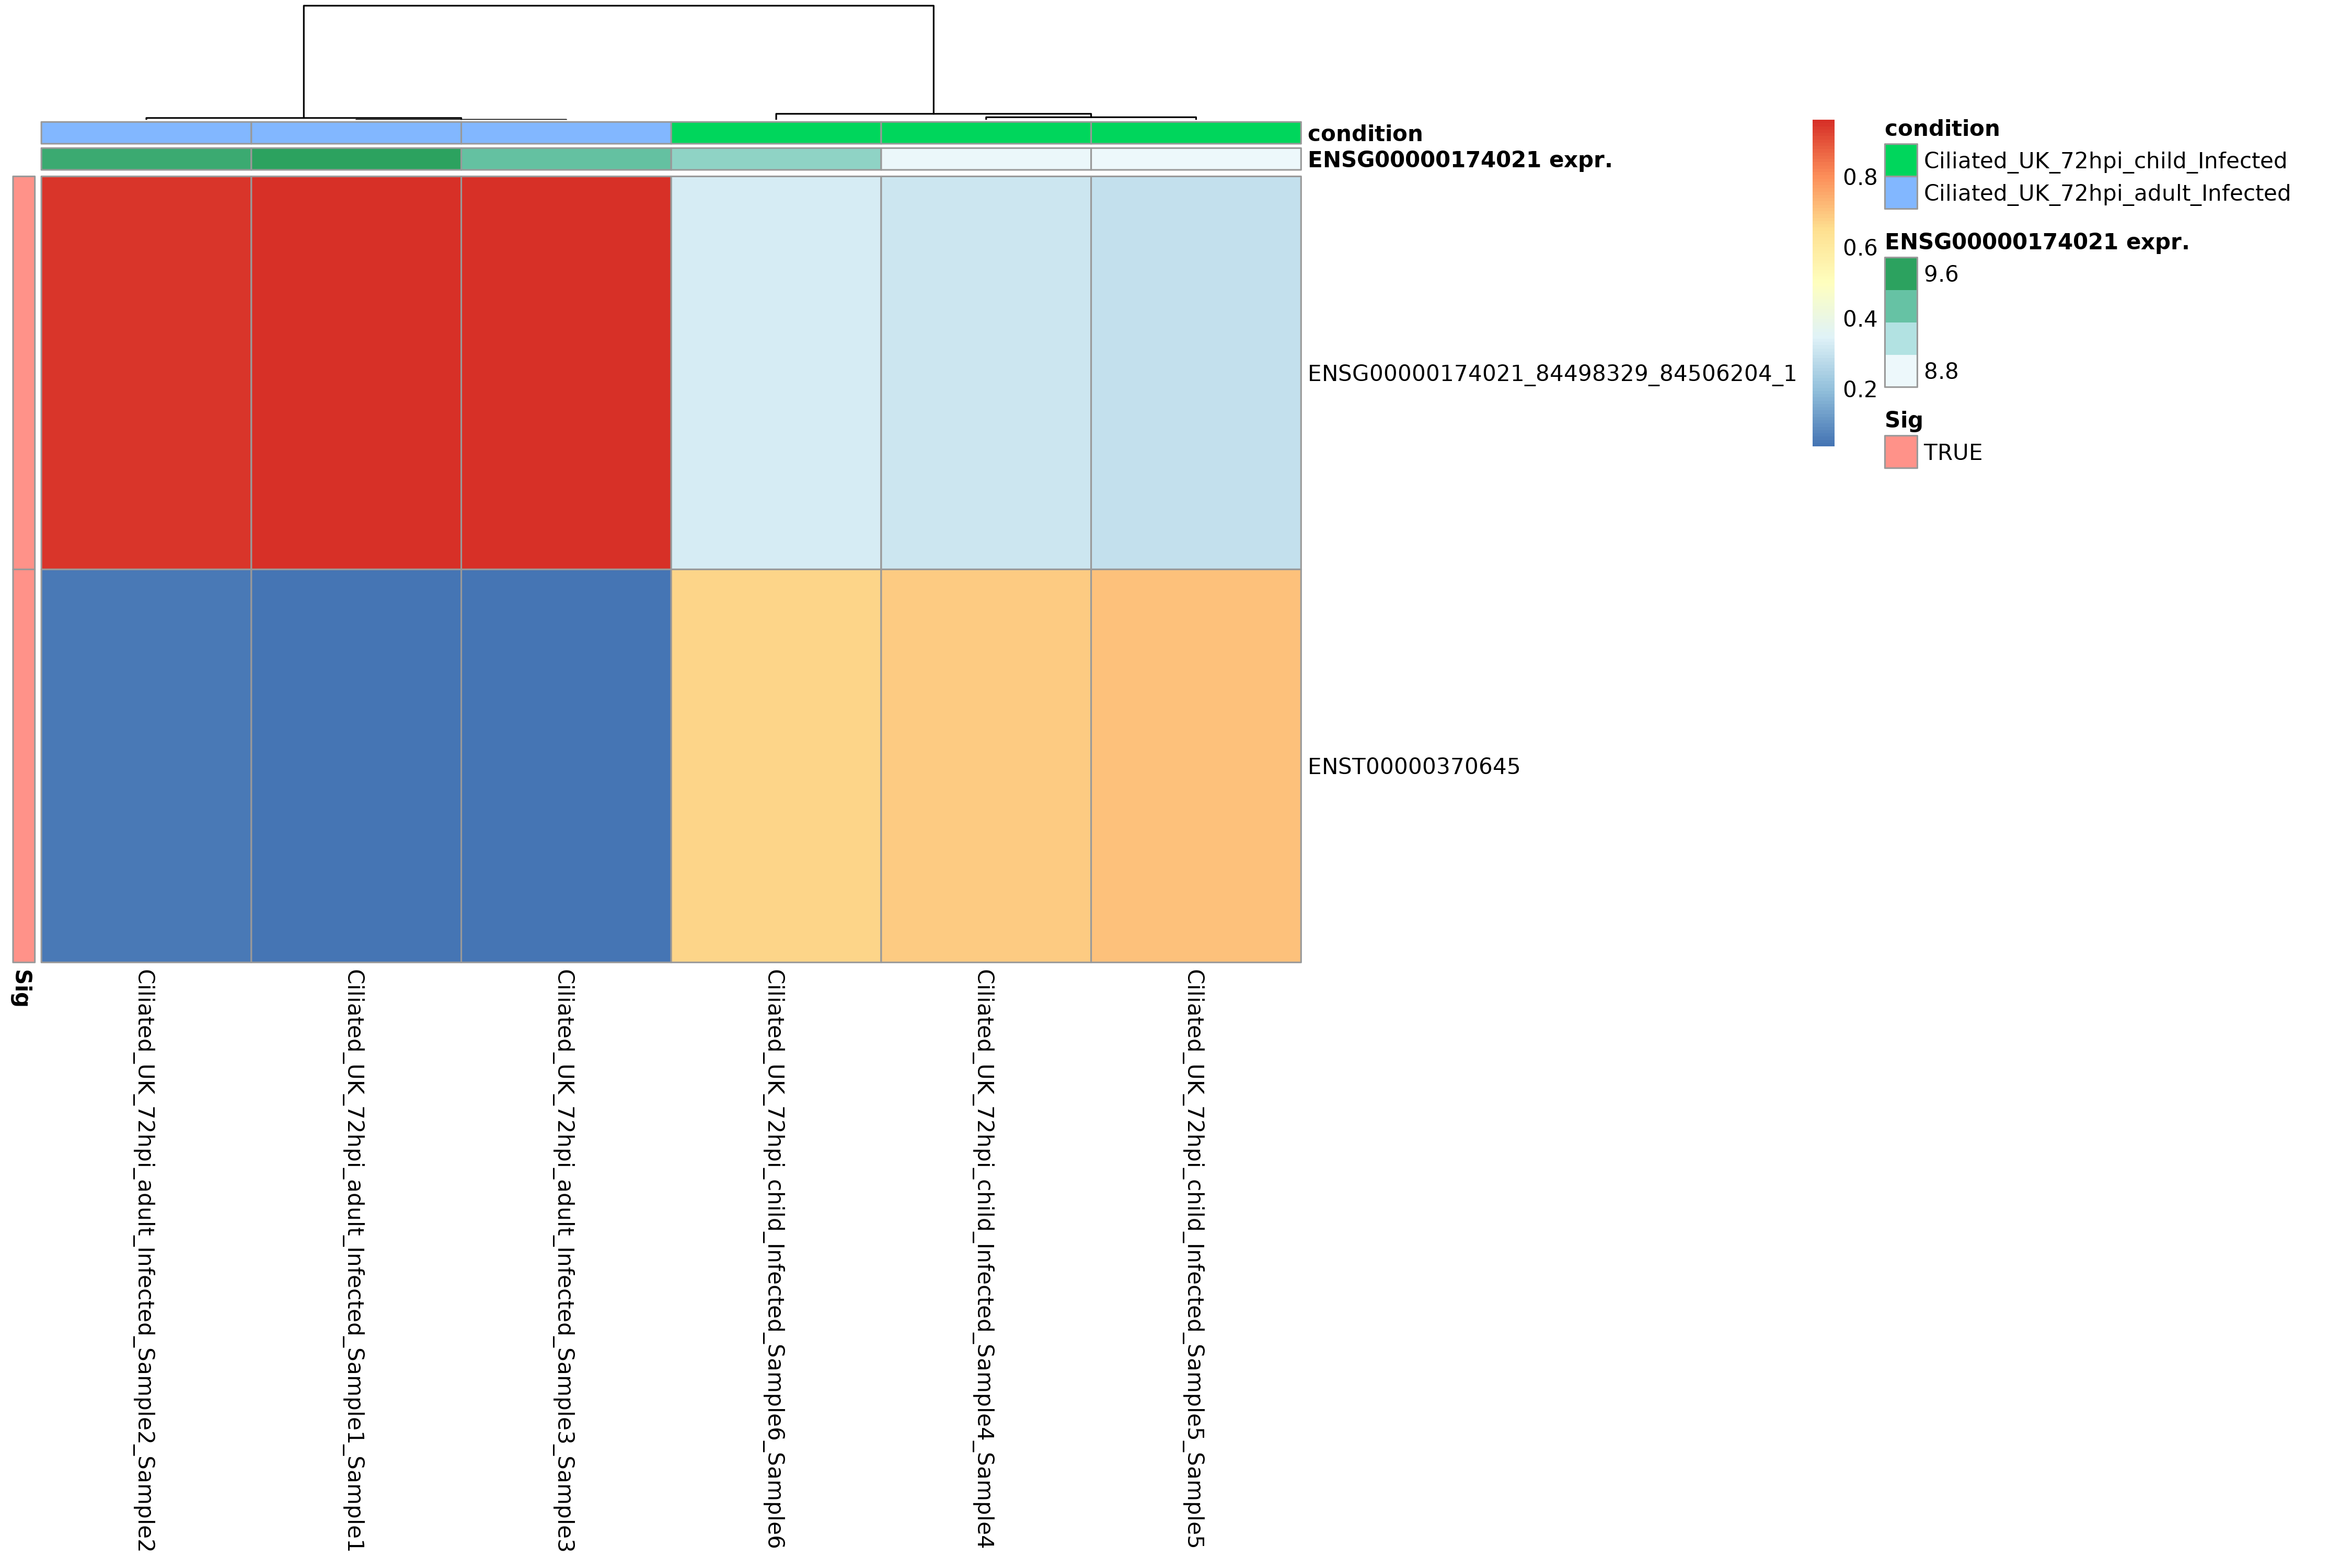 condition
ENSG00000174021 expr.
ENSG00000174021_84498329_84506204_1
ENST00000370645
0.8
0.6
0.4
0.2
condition
Ciliated_UK_72hpi_child_Infected
Ciliated_UK_72hpi_adult_Infected
ENSG00000174021 expr.
9.6
8.8
Sig
TRUE
Sig
Ciliated_UK_72hpi_adult_Infected_Sample2_Sample2
Ciliated_UK_72hpi_adult_Infected_Sample1_Sample1
Ciliated_UK_72hpi_adult_Infected_Sample3_Sample3
Ciliated_UK_72hpi_child_Infected_Sample6_Sample6
Ciliated_UK_72hpi_child_Infected_Sample4_Sample4
Ciliated_UK_72hpi_child_Infected_Sample5_Sample5